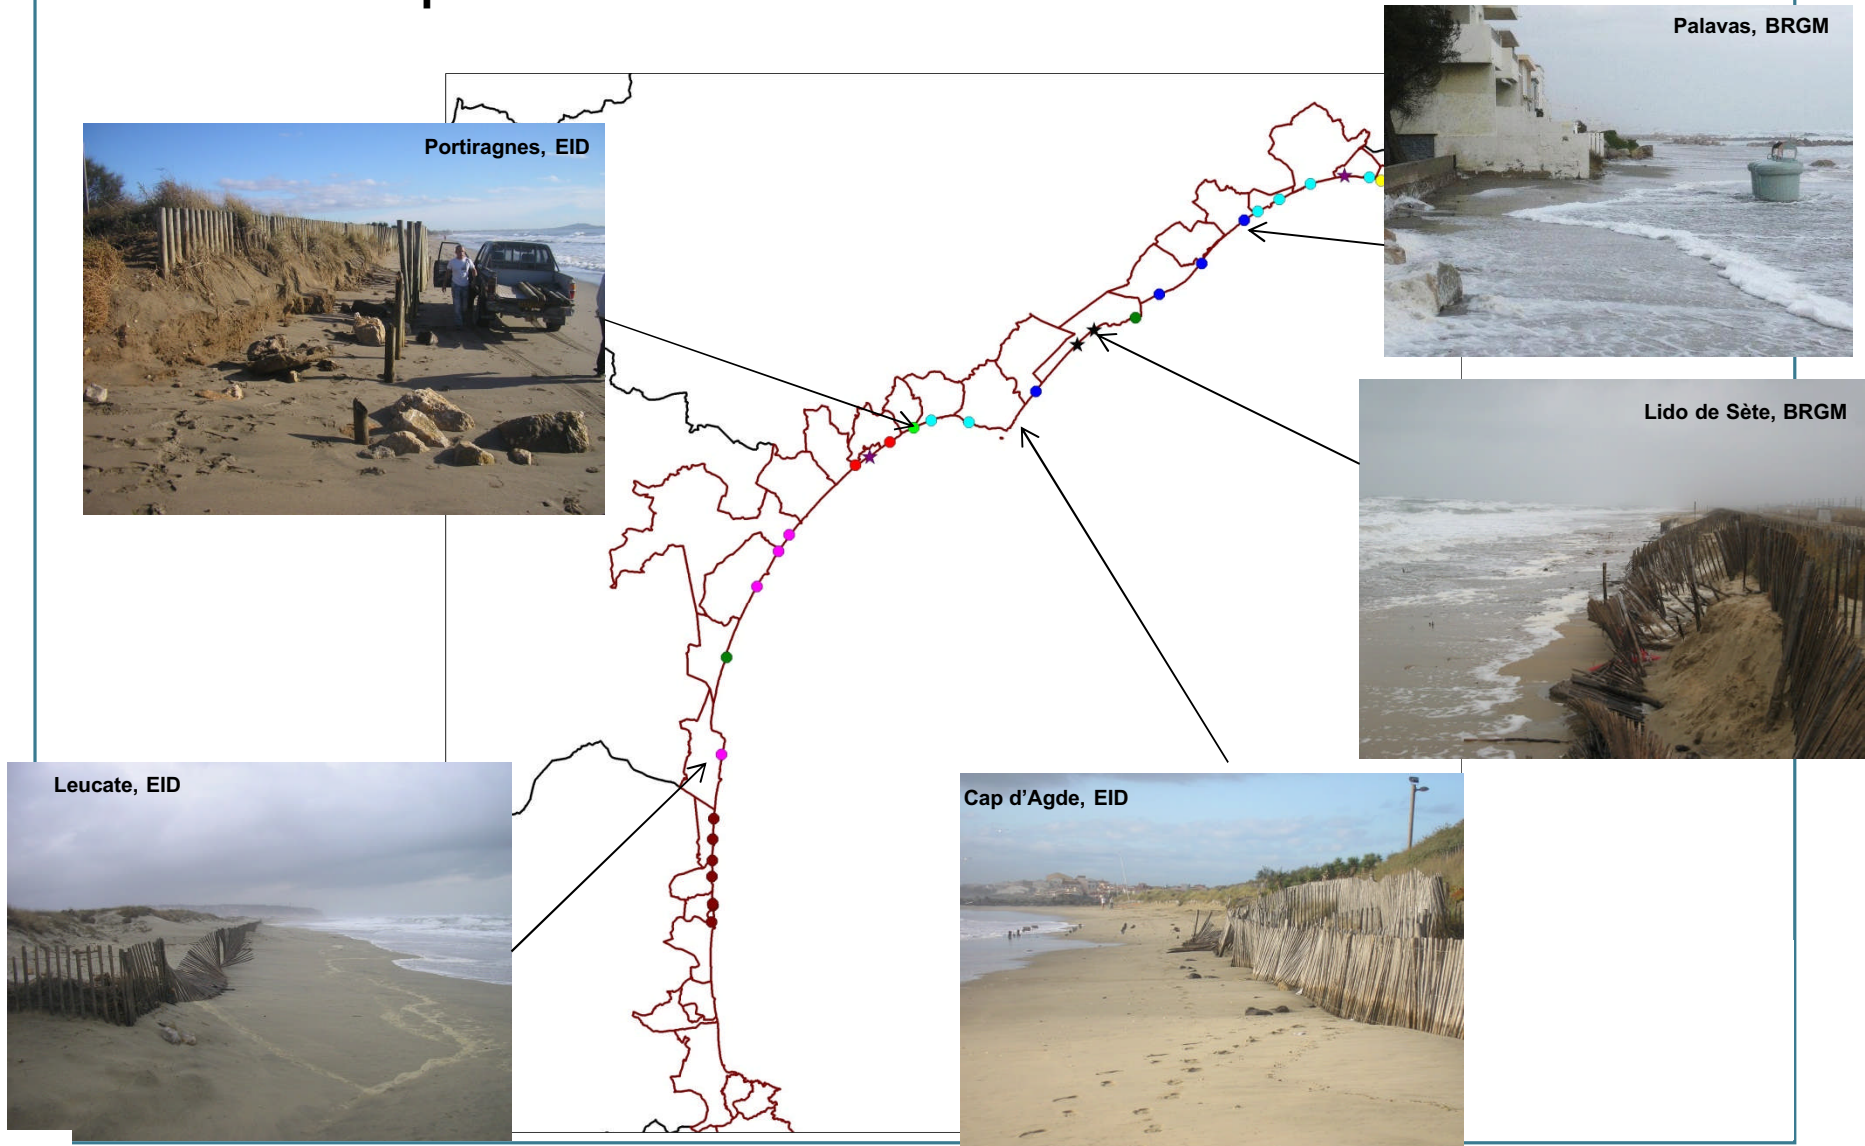 Palavas, BRGM
Portiragnes, EID
Lido de Sète, BRGM
Leucate, EID
Cap d'Agde, EID